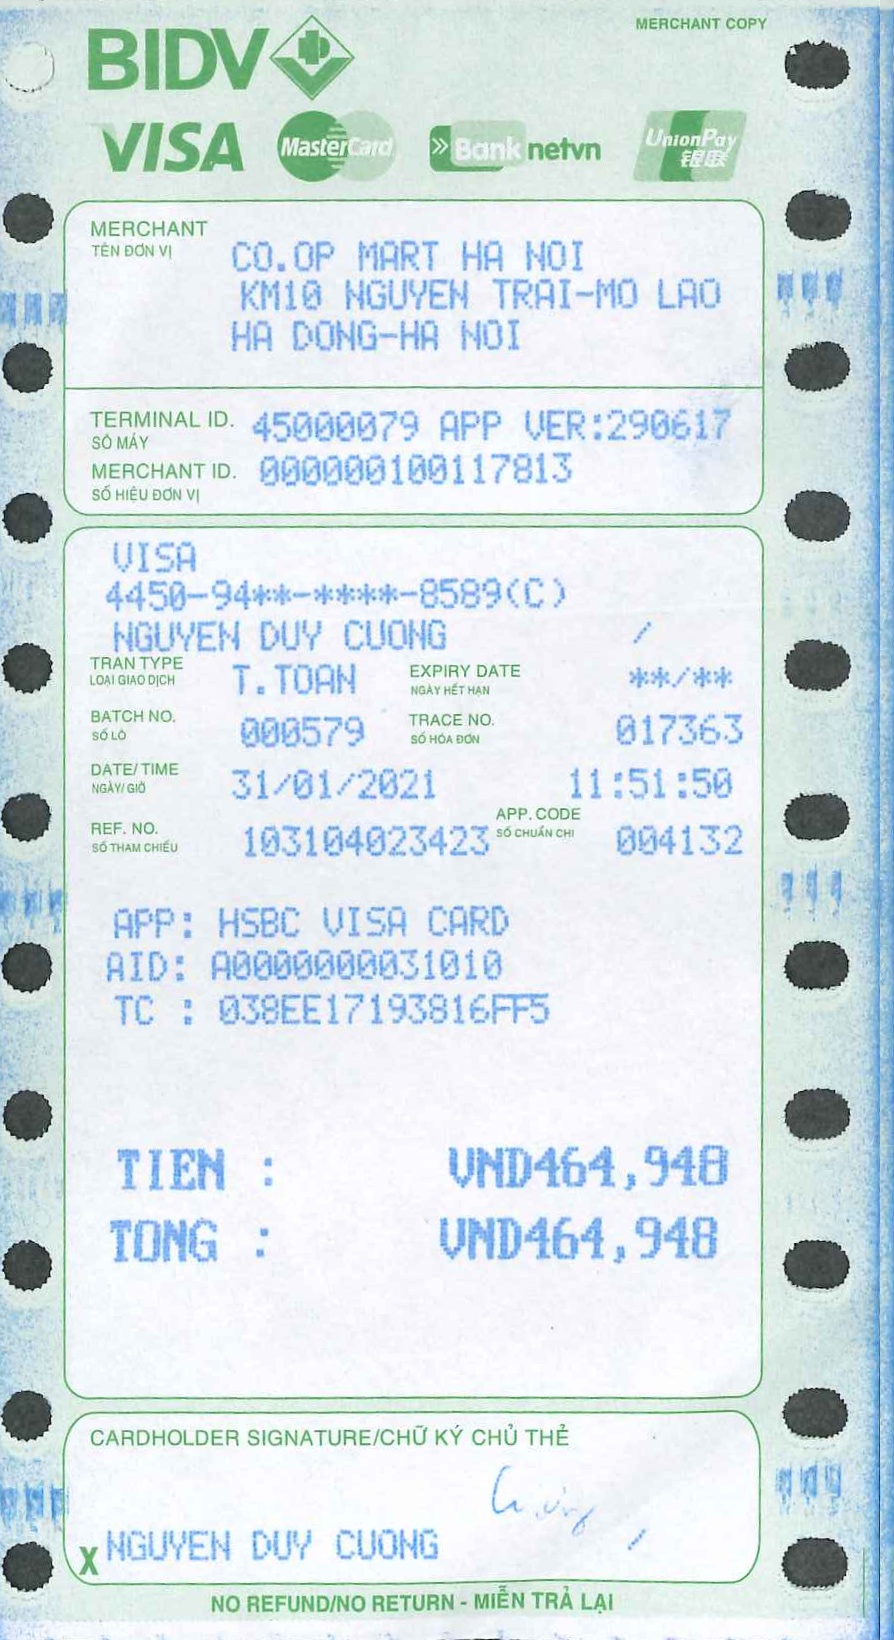 MERCHANT COPY
BIDV
VISA MasterCard Banknetvn UnionPay 银联
MERCHANT
TÊN ĐƠN VỊ
CO.OP MART HA NOI
KM10 NGUYEN TRAI-MO LAO
HA DONG-HA NOI
TERMINAL ID. 45000079 APP VER:290617
SỐ MÁY
MERCHANT ID. 000000100117813
SỐ HIỆU ĐƠN VỊ
VISA
4450-94**-****-8589(C)
NGUYEN DUY CUONG /
TRAN TYPE T.TOAN EXPIRY DATE **/**
LOẠI GIAO DỊCH NGÀY HẾT HẠN
BATCH NO. 000579 TRACE NO. 017363
SỐ LÔ SỐ HÓA ĐƠN
DATE/TIME 31/01/2021 11:51:50
NGÀY/GIỜ
REF. NO. 103104023423 APP. CODE 004132
SỐ THAM CHIẾU SỐ CHUẨN CHI
APP: HSBC VISA CARD
AID: A0000000031010
TC : 038EE17193816FF5
TIEN : VND464,948
TONG : VND464,948
CARDHOLDER SIGNATURE/CHỮ KÝ CHỦ THẺ
X NGUYEN DUY CUONG /
NO REFUND/NO RETURN - MIỄN TRẢ LẠI